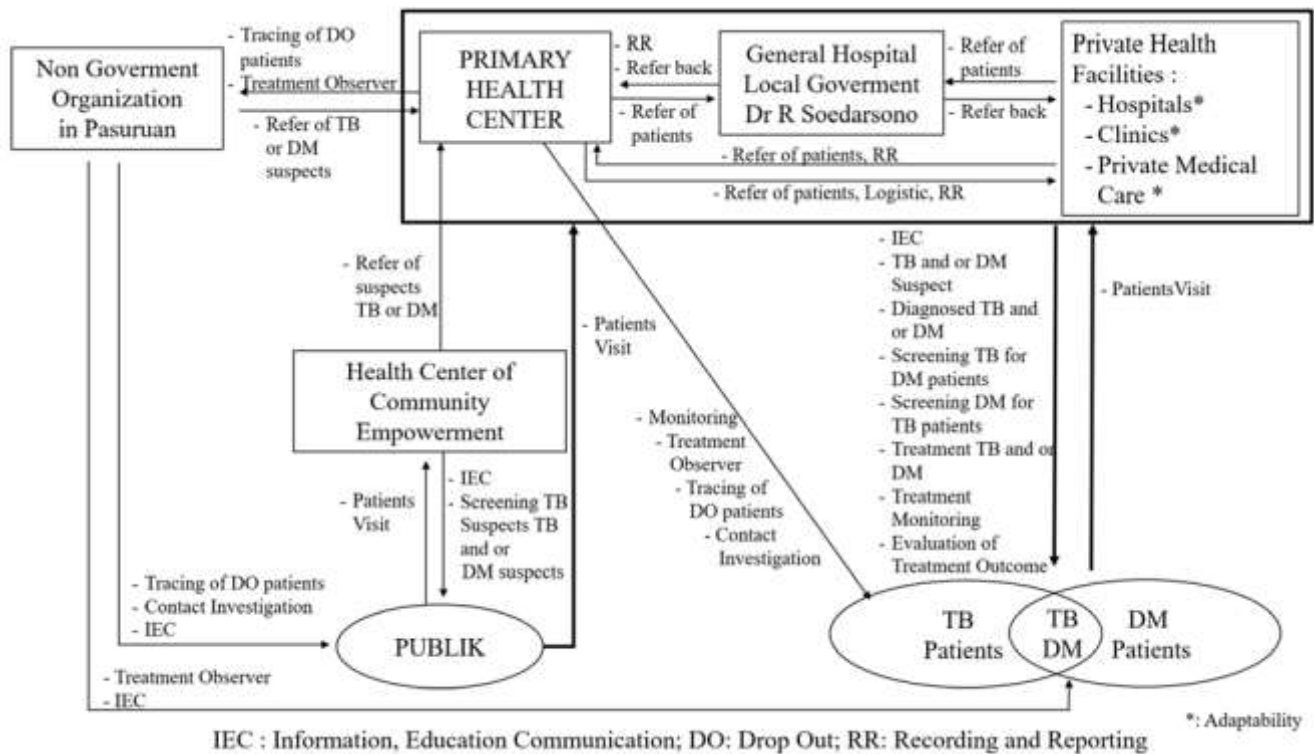 Non Goverment
Organization
in Pasuruan
- Tracing of DO
patients
- Treatment Observer
- Refer of TB
or DM
suspects
PRIMARY
HEALTH
CENTER
- RR
- Refer back
- Refer of
patients
General Hospital
Local Goverment
Dr R Soedarsono
- Refer of
patients
- Refer back
Private Health
Facilities :
- Hospitals*
- Clinics*
- Private Medical
Care *
- Refer of patients, RR
- Refer of patients, Logistic, RR
- Refer of
suspects
TB or DM
- Patients
Visit
Health Center of
Community
Empowerment
- Patients
Visit
- IEC
- Screening TB
Suspects TB
and or
DM suspects
- Monitoring
- Treatment
Observer
- Tracing of
DO patients
- Contact
Investigation
- IEC
- TB and or DM
Suspect
- Diagnosed TB and
or DM
- Screening TB for
DM patients
- Screening DM for
TB patients
- Treatment TB and or
DM
- Treatment
Monitoring
- Evaluation of
Treatment Outcome
- PatientsVisit
- Tracing of DO patients
- Contact Investigation
- IEC
PUBLIK
TB
Patients
TB
DM
DM
Patients
- Treatment Observer
- IEC
*: Adaptability
IEC : Information, Education Communication; DO: Drop Out; RR: Recording and Reporting